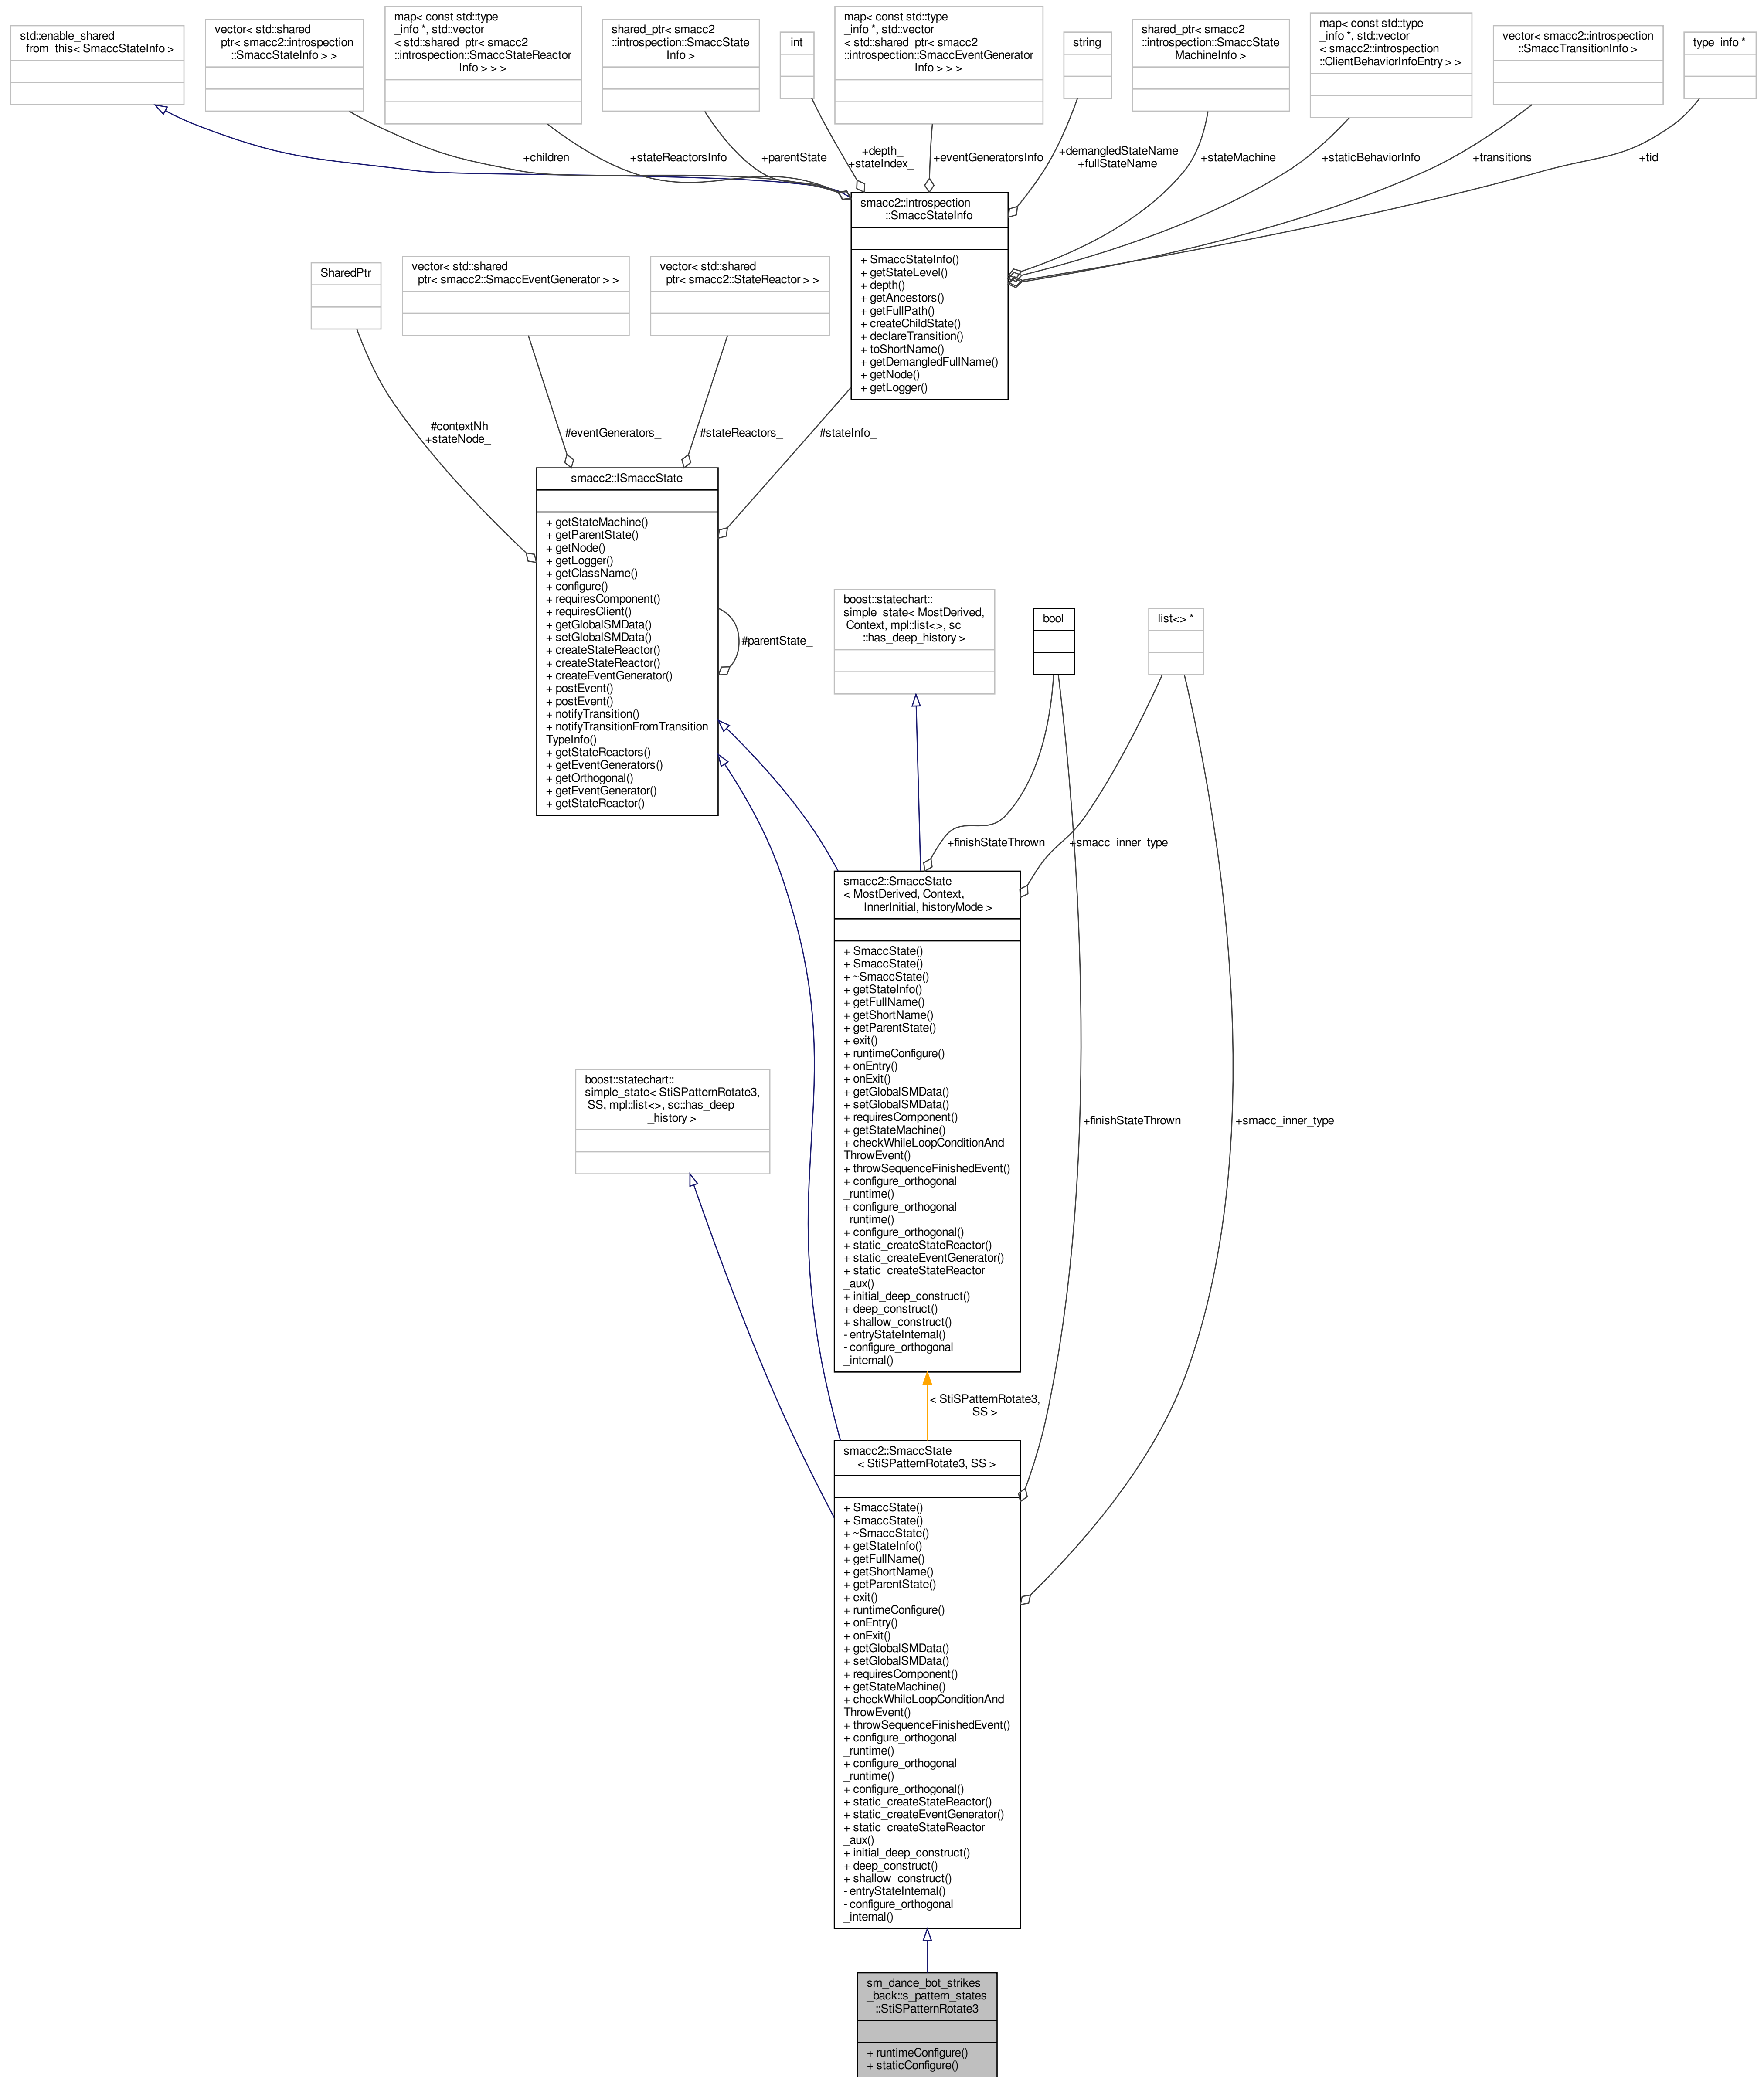 std::enable_shared
_from_this< SmaccStateInfo >
vector< std::shared
_ptr< smacc2::introspection
::SmaccStateInfo > >
map< const std::type
_info *, std::vector
< std::shared_ptr< smacc2
::introspection::SmaccStateReactor
Info > > >
shared_ptr< smacc2
::introspection::SmaccState
Info >
int
map< const std::type
_info *, std::vector
< std::shared_ptr< smacc2
::introspection::SmaccEventGenerator
Info > > >
string
shared_ptr< smacc2
::introspection::SmaccState
MachineInfo >
map< const std::type
_info *, std::vector
< smacc2::introspection
::ClientBehaviorInfoEntry > >
vector< smacc2::introspection
::SmaccTransitionInfo >
type_info *
+children_
+stateReactorsInfo
+parentState_
+depth_
+stateIndex_
+eventGeneratorsInfo
+demangledStateName
+fullStateName
+stateMachine_
+staticBehaviorInfo
+transitions_
+tid_
smacc2::introspection
::SmaccStateInfo
+ SmaccStateInfo()
+ getStateLevel()
+ depth()
+ getAncestors()
+ getFullPath()
+ createChildState()
+ declareTransition()
+ toShortName()
+ getDemangledFullName()
+ getNode()
+ getLogger()
SharedPtr
vector< std::shared
_ptr< smacc2::SmaccEventGenerator > >
vector< std::shared
_ptr< smacc2::StateReactor > >
#contextNh
+stateNode_
#eventGenerators_
#stateReactors_
#stateInfo_
smacc2::ISmaccState
+ getStateMachine()
+ getParentState()
+ getNode()
+ getLogger()
+ getClassName()
+ configure()
+ requiresComponent()
+ requiresClient()
+ getGlobalSMData()
+ setGlobalSMData()
+ createStateReactor()
+ createStateReactor()
+ createEventGenerator()
+ postEvent()
+ postEvent()
+ notifyTransition()
+ notifyTransitionFromTransition
TypeInfo()
+ getStateReactors()
+ getEventGenerators()
+ getOrthogonal()
+ getEventGenerator()
+ getStateReactor()
#parentState_
boost::statechart::
simple_state< MostDerived,
Context, mpl::list<>, sc
::has_deep_history >
bool
list<> *
+finishStateThrown
+smacc_inner_type
smacc2::SmaccState
< MostDerived, Context,
InnerInitial, historyMode >
+ SmaccState()
+ SmaccState()
+ ~SmaccState()
+ getStateInfo()
+ getFullName()
+ getShortName()
+ getParentState()
+ exit()
+ runtimeConfigure()
+ onEntry()
+ onExit()
+ getGlobalSMData()
+ setGlobalSMData()
+ requiresComponent()
+ getStateMachine()
+ checkWhileLoopConditionAnd
ThrowEvent()
+ throwSequenceFinishedEvent()
+ configure_orthogonal
_runtime()
+ configure_orthogonal
_runtime()
+ configure_orthogonal()
+ static_createStateReactor()
+ static_createEventGenerator()
+ static_createStateReactor
_aux()
+ initial_deep_construct()
+ deep_construct()
+ shallow_construct()
- entryStateInternal()
- configure_orthogonal
_internal()
boost::statechart::
simple_state< StiSPatternRotate3,
SS, mpl::list<>, sc::has_deep
_history >
+finishStateThrown
+smacc_inner_type
< StiSPatternRotate3,
SS >
smacc2::SmaccState
< StiSPatternRotate3, SS >
+ SmaccState()
+ SmaccState()
+ ~SmaccState()
+ getStateInfo()
+ getFullName()
+ getShortName()
+ getParentState()
+ exit()
+ runtimeConfigure()
+ onEntry()
+ onExit()
+ getGlobalSMData()
+ setGlobalSMData()
+ requiresComponent()
+ getStateMachine()
+ checkWhileLoopConditionAnd
ThrowEvent()
+ throwSequenceFinishedEvent()
+ configure_orthogonal
_runtime()
+ configure_orthogonal
_runtime()
+ configure_orthogonal()
+ static_createStateReactor()
+ static_createEventGenerator()
+ static_createStateReactor
_aux()
+ initial_deep_construct()
+ deep_construct()
+ shallow_construct()
- entryStateInternal()
- configure_orthogonal
_internal()
sm_dance_bot_strikes
_back::s_pattern_states
::StiSPatternRotate3
+ runtimeConfigure()
+ staticConfigure()